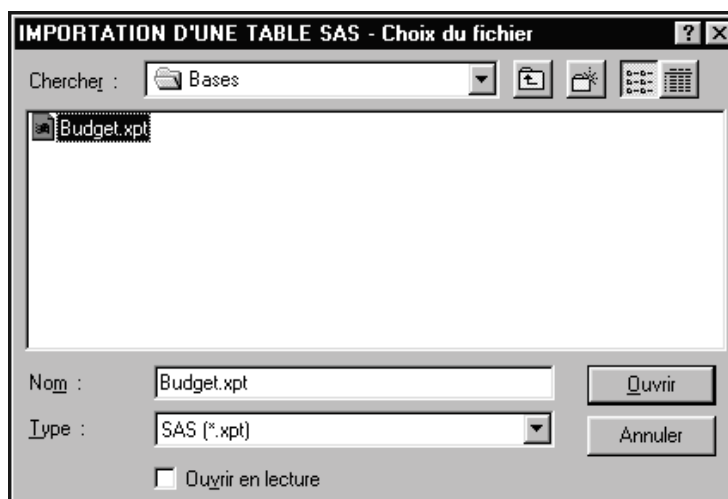 IMPORTATION D'UNE TABLE SAS - Choix du fichier
Chercher : Bases
Budget.xpt
Nom : Budget.xpt Ouvrir
Type : SAS (*.xpt) Annuler
Ouvrir en lecture